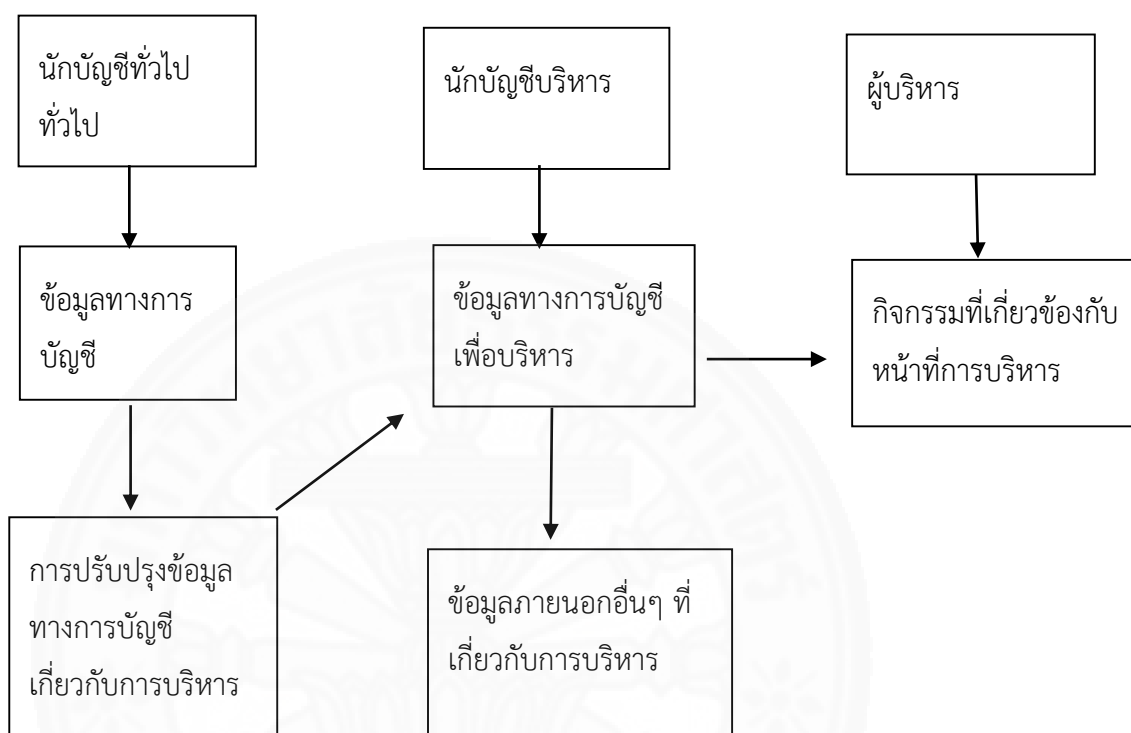 นักบัญชีทั่วไป
ทั่วไป
นักบัญชีบริหาร
ผู้บริหาร
ข้อมูลทางการ
บัญชี
ข้อมูลทางการบัญชี
เพื่อบริหาร
กิจกรรมที่เกี่ยวข้องกับ
หน้าที่การบริหาร
การปรับปรุงข้อมูล
ทางการบัญชี
เกี่ยวกับการบริหาร
ข้อมูลภายนอกอื่นๆ ที่
เกี่ยวกับการบริหาร